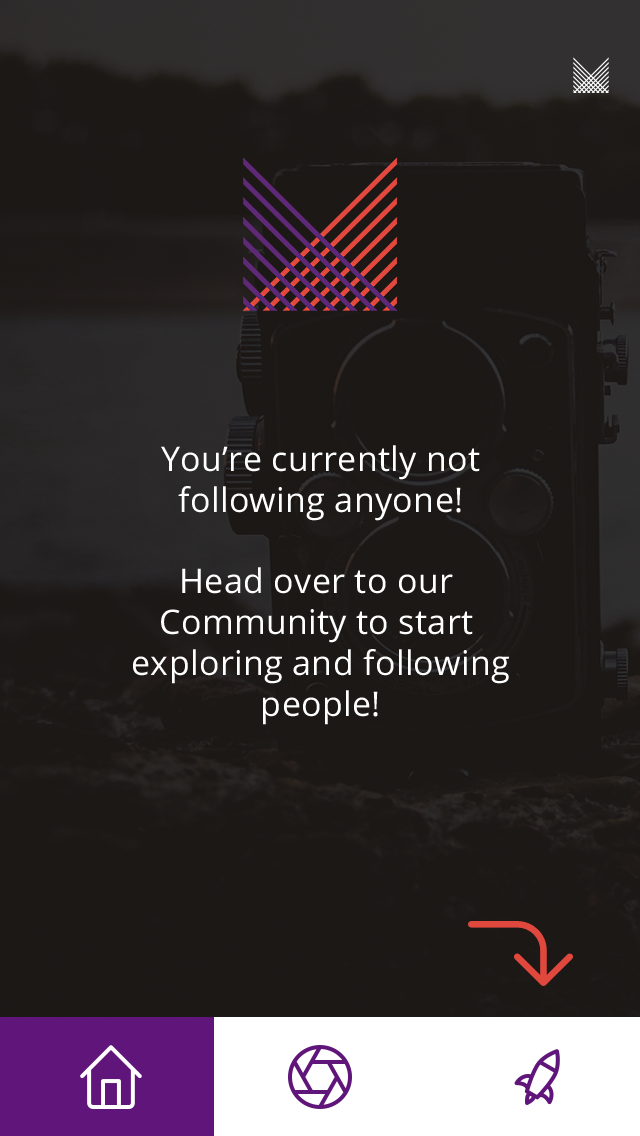 You’re currently not
following anyone!
Head over to our
Community to start
exploring and following
people!